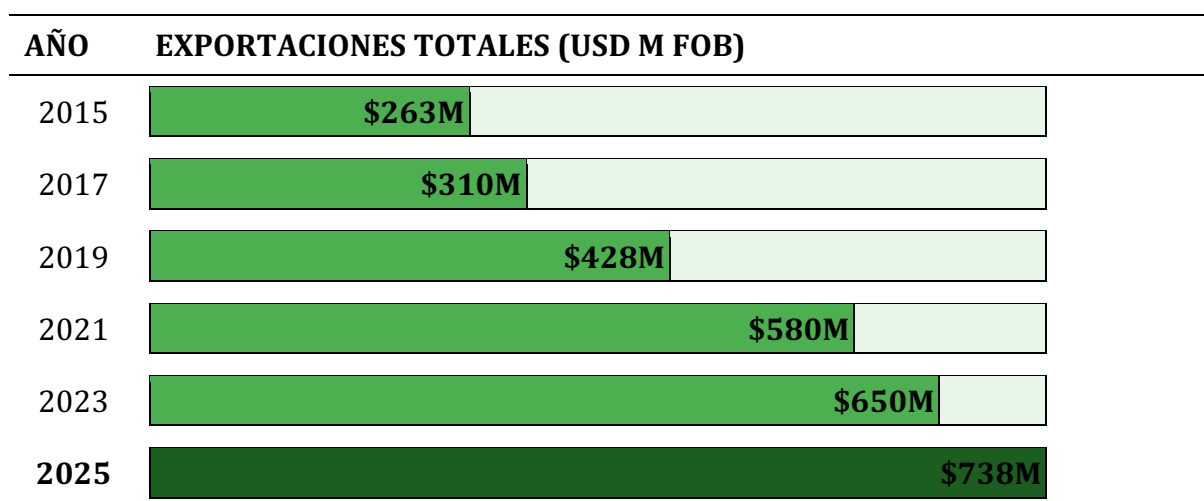 AÑO EXPORTACIONES TOTALES (USD M FOB)
2015 $263M
2017 $310M
2019 $428M
2021 $580M
2023 $650M
2025 $738M